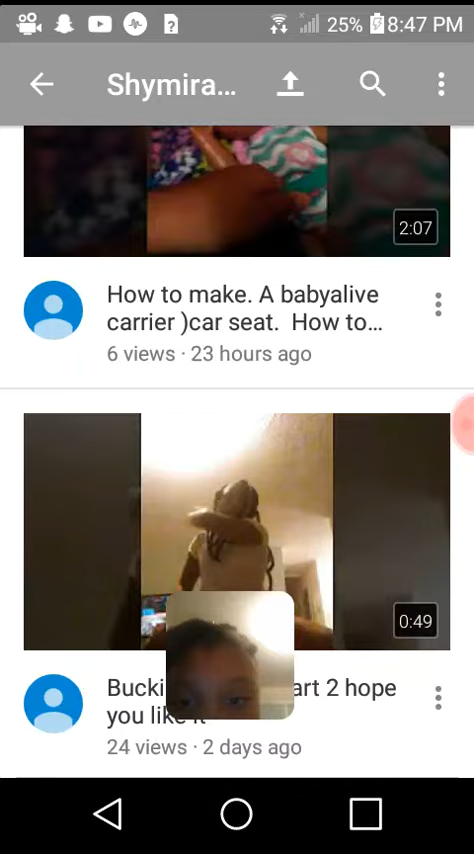 25% 8:47 PM
Shymira...
2:07
How to make. A babyalive
carrier )car seat. How to...
6 views · 23 hours ago
0:49
art 2 hope
you like it
24 views · 2 days ago